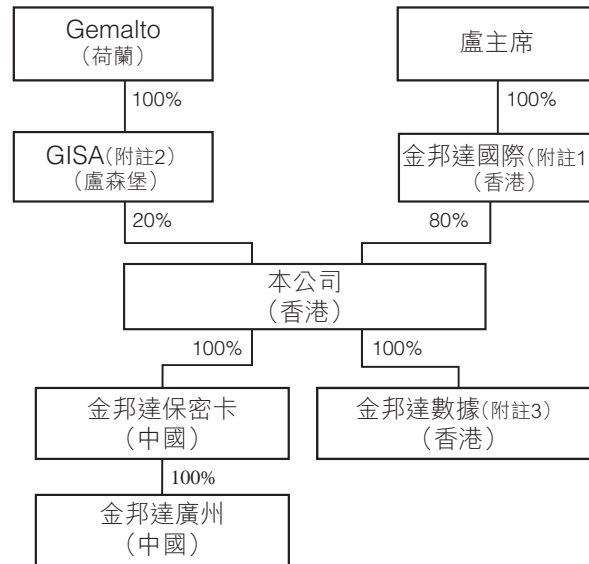 Gemalto
（荷蘭）
盧主席
100%
100%
GISA(附註2)
（盧森堡）
金邦達國際(附註1
（香港）
20%
80%
本公司
（香港）
100%
100%
金邦達保密卡
（中國）
金邦達數據(附註3)
（香港）
100%
金邦達廣州
（中國）